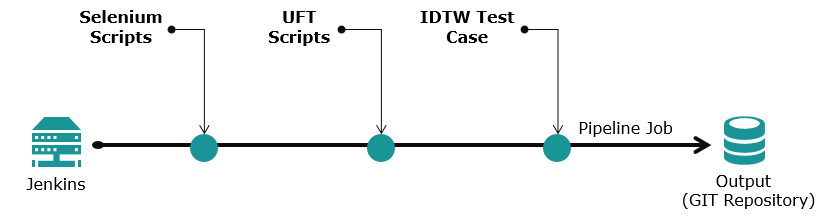 Selenium
Scripts
UFT
Scripts
IDTW Test
Case
Pipeline Job
Jenkins
Output
(GIT Repository)